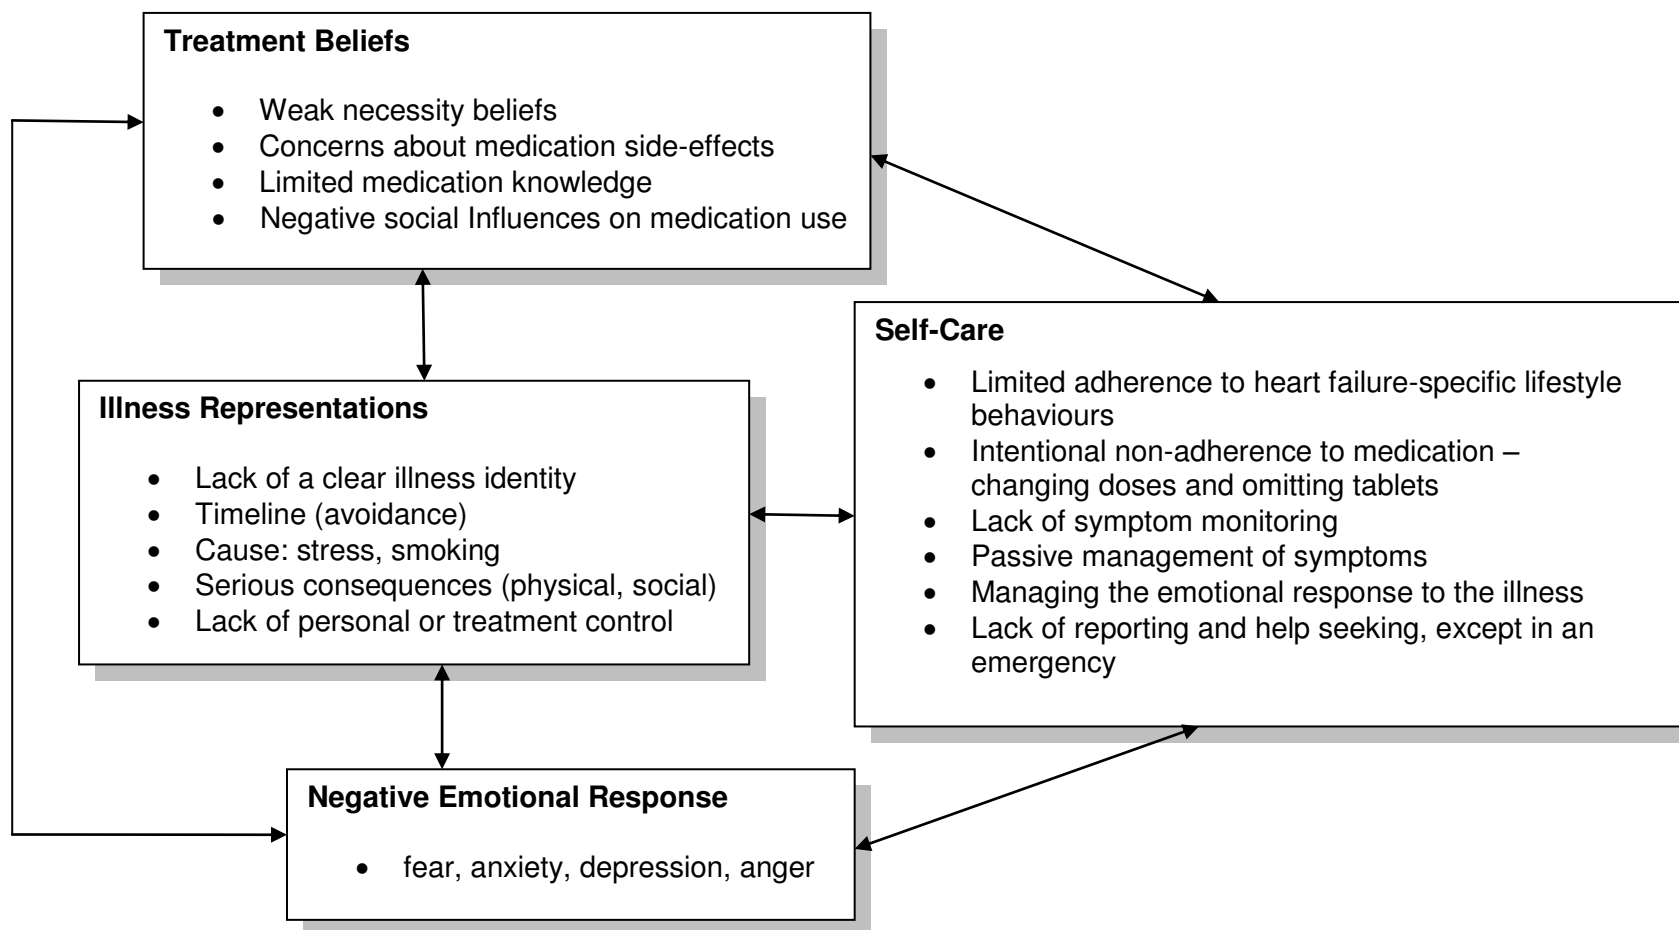 Treatment Beliefs
• Weak necessity beliefs
• Concerns about medication side-effects
• Limited medication knowledge
• Negative social Influences on medication use
Illness Representations
• Lack of a clear illness identity
• Timeline (avoidance)
• Cause: stress, smoking
• Serious consequences (physical, social)
• Lack of personal or treatment control
Self-Care
• Limited adherence to heart failure-specific lifestyle
behaviours
• Intentional non-adherence to medication –
changing doses and omitting tablets
• Lack of symptom monitoring
• Passive management of symptoms
• Managing the emotional response to the illness
• Lack of reporting and help seeking, except in an
emergency
Negative Emotional Response
• fear, anxiety, depression, anger